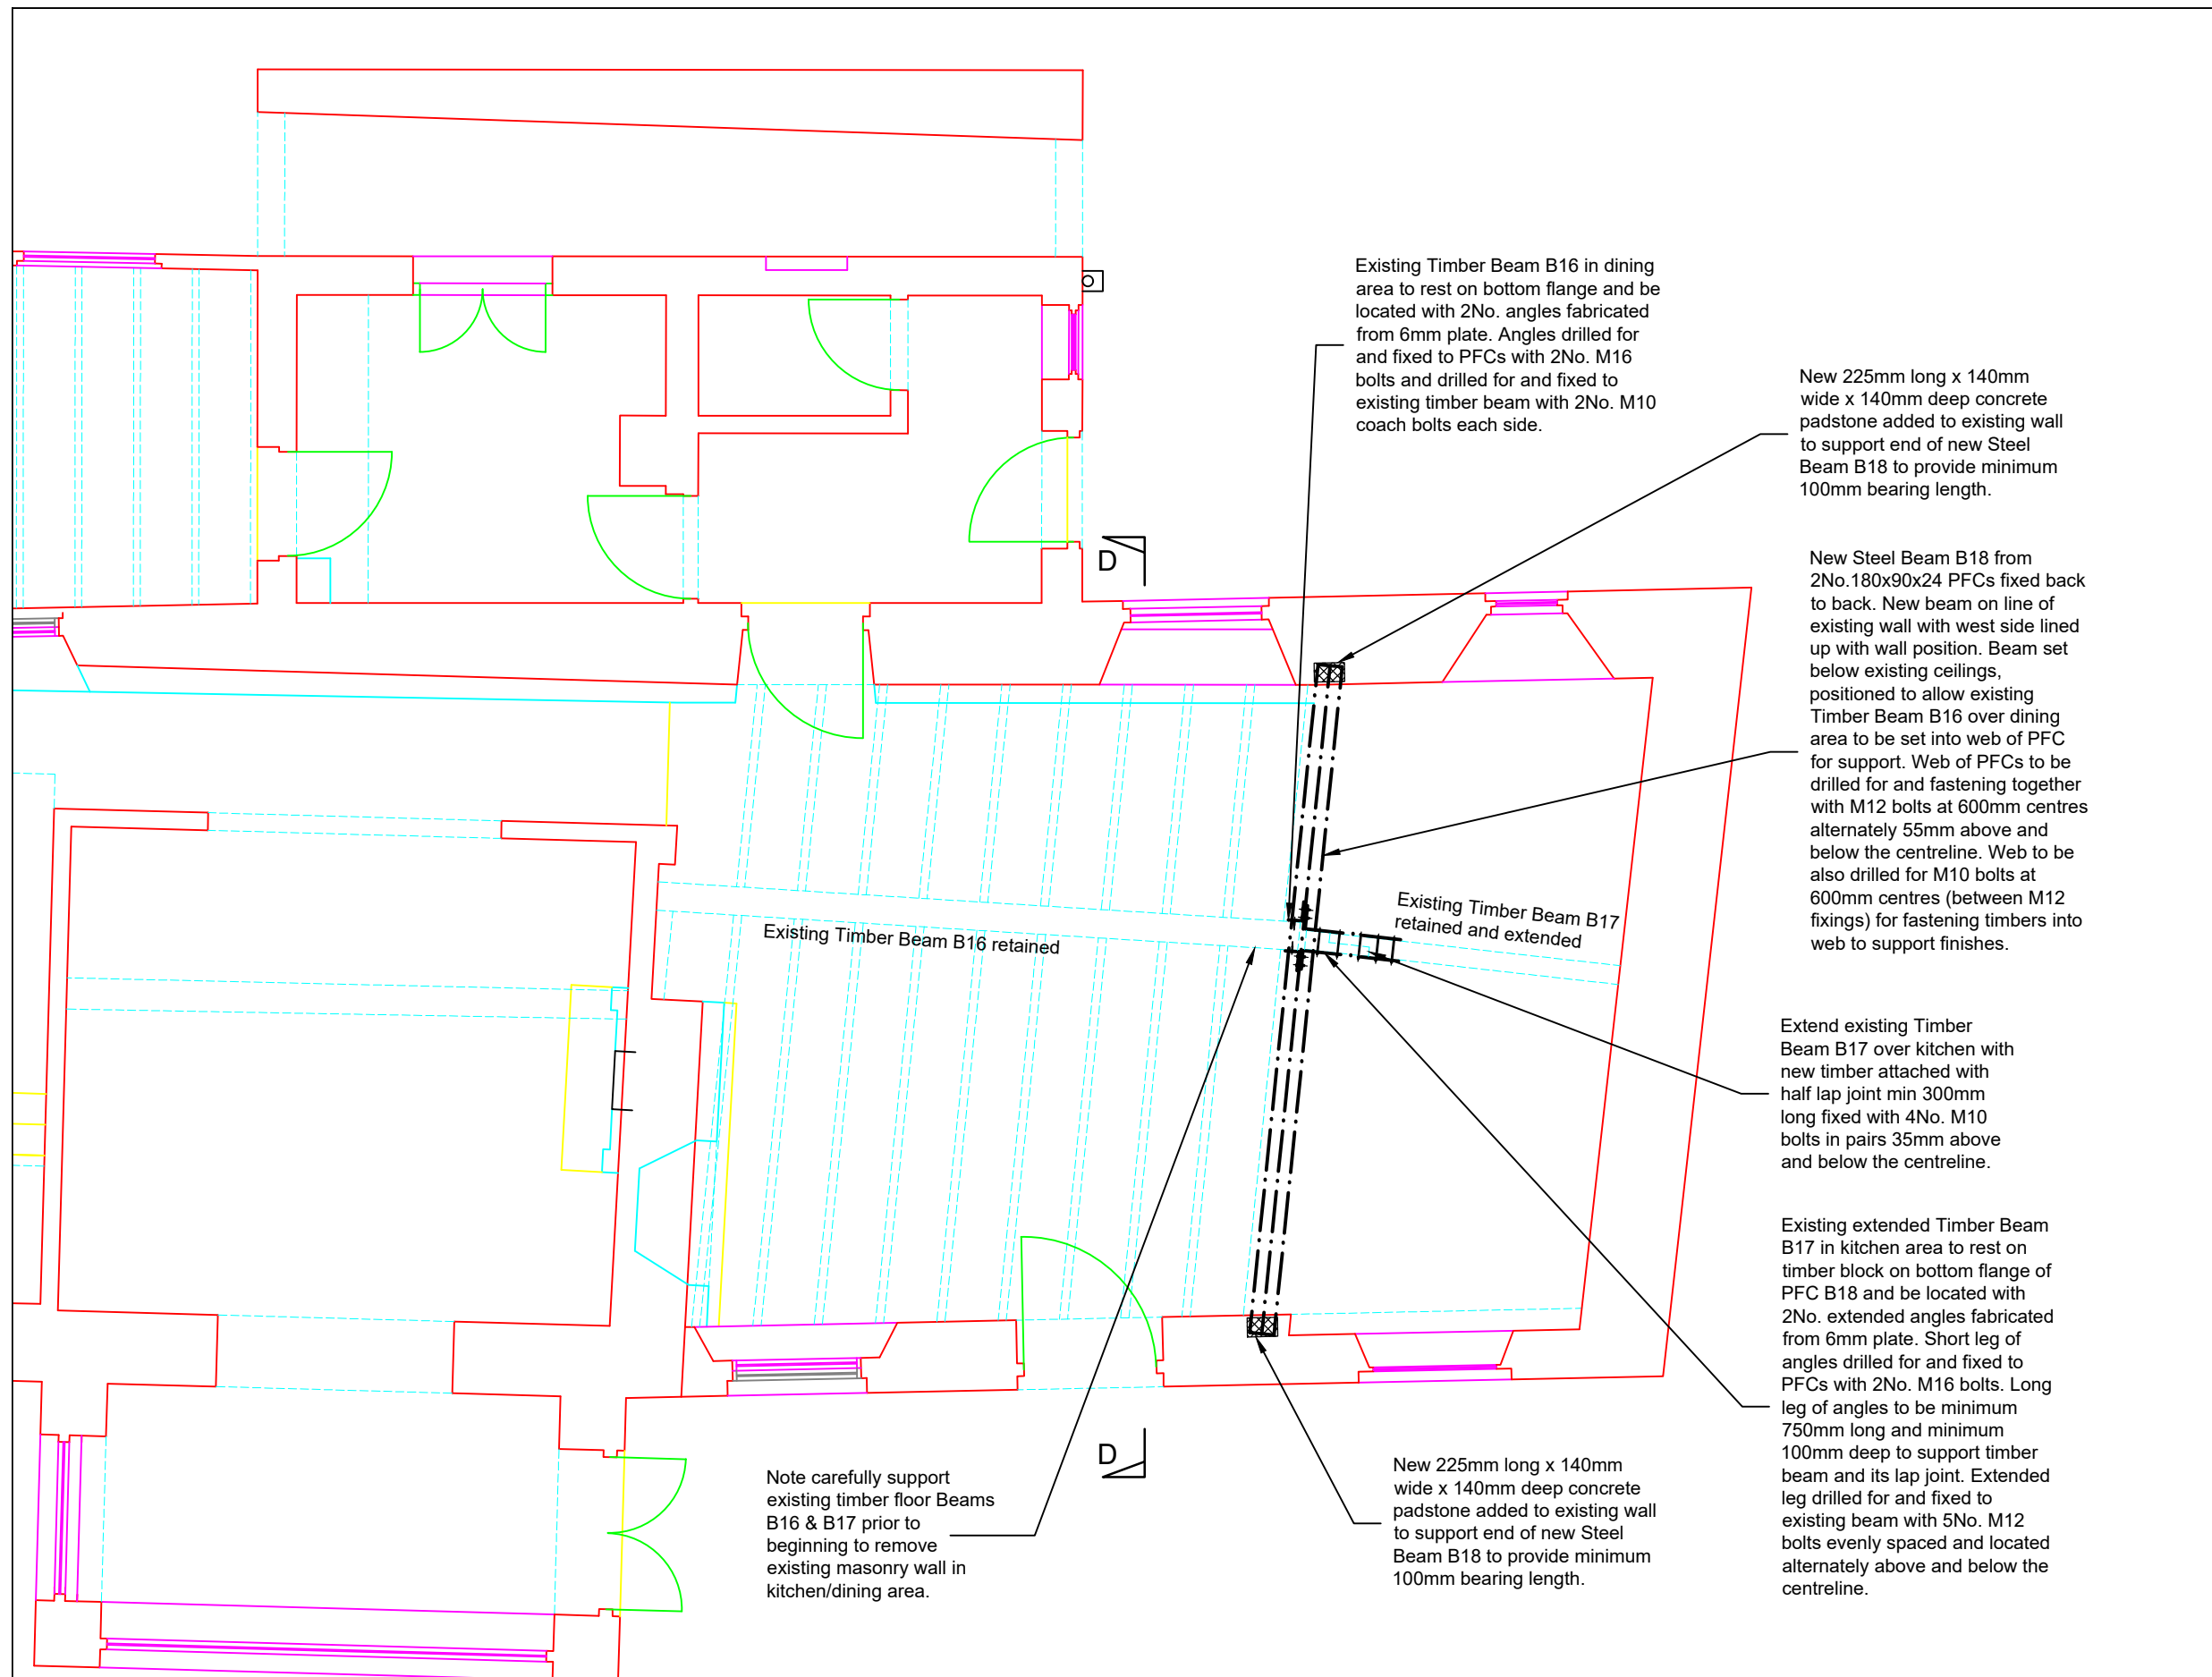 Existing Timber Beam B16 in dining
area to rest on bottom flange and be
located with 2No. angles fabricated
from 6mm plate. Angles drilled for
and fixed to PFCs with 2No. M16
bolts and drilled for and fixed to
existing timber beam with 2No. M10
coach bolts each side.
New 225mm long x 140mm
wide x 140mm deep concrete
padstone added to existing wall
to support end of new Steel
Beam B18 to provide minimum
100mm bearing length.
D
New Steel Beam B18 from
2No.180x90x24 PFCs fixed back
to back. New beam on line of
existing wall with west side lined
up with wall position. Beam set
below existing ceilings,
positioned to allow existing
Timber Beam B16 over dining
area to be set into web of PFC
for support. Web of PFCs to be
drilled for and fastening together
with M12 bolts at 600mm centres
alternately 55mm above and
below the centreline. Web to be
also drilled for M10 bolts at
600mm centres (between M12
fixings) for fastening timbers into
web to support finishes.
Existing Timber Beam B17
retained and extended
Existing Timber Beam B16 retained
Extend existing Timber
Beam B17 over kitchen with
new timber attached with
half lap joint min 300mm
long fixed with 4No. M10
bolts in pairs 35mm above
and below the centreline.
Existing extended Timber Beam
B17 in kitchen area to rest on
timber block on bottom flange of
PFC B18 and be located with
2No. extended angles fabricated
from 6mm plate. Short leg of
angles drilled for and fixed to
PFCs with 2No. M16 bolts. Long
leg of angles to be minimum
750mm long and minimum
100mm deep to support timber
beam and its lap joint. Extended
leg drilled for and fixed to
existing beam with 5No. M12
bolts evenly spaced and located
alternately above and below the
centreline.
D
Note carefully support
existing timber floor Beams
B16 & B17 prior to
beginning to remove
existing masonry wall in
kitchen/dining area.
New 225mm long x 140mm
wide x 140mm deep concrete
padstone added to existing wall
to support end of new Steel
Beam B18 to provide minimum
100mm bearing length.